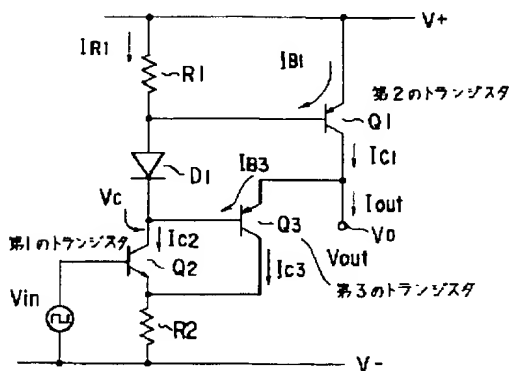 V+
IR1
R1
IB1
第2のトランジスタ
Q1
IC1
D1
IB3
Iout
Vc
Vo
第1のトランジスタ
Ic2
Q3
Vout
Q2
Ic3
第3のトランジスタ
Vin
R2
V-